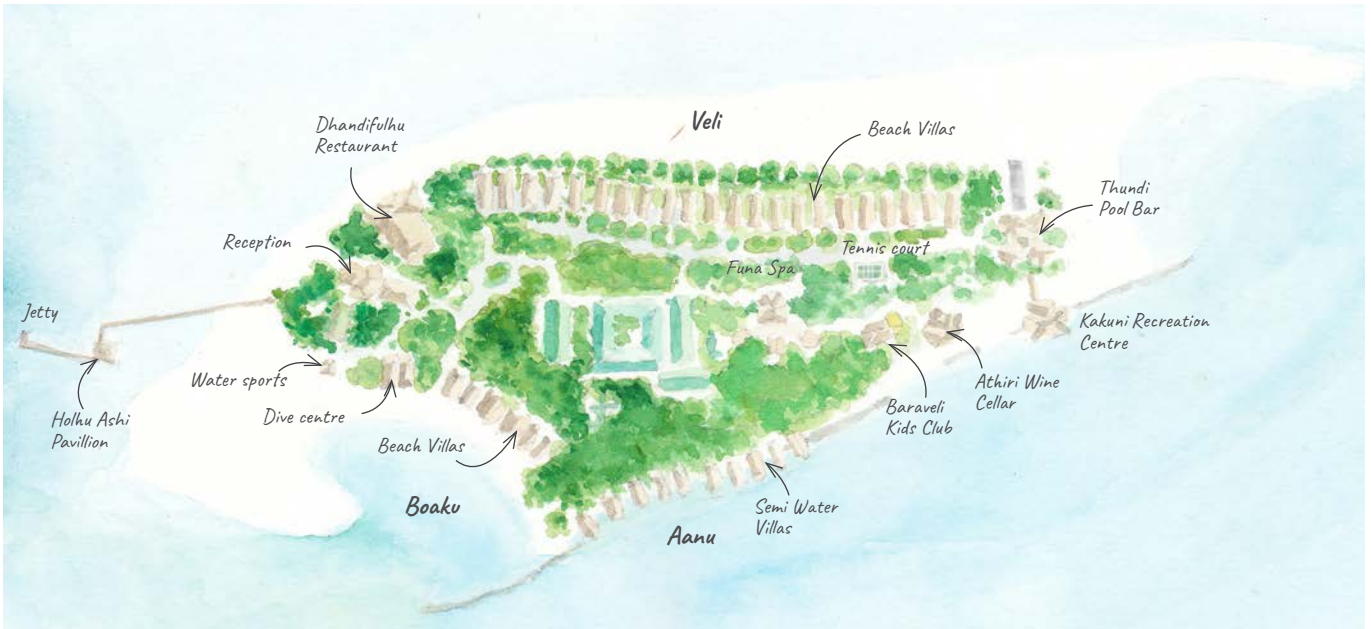 Veli
Dhandifulhu
Restaurant
Beach Villas
Thundi
Pool Bar
Reception
Tennis court
Funa Spa
Jetty
Kakuni Recreation
Centre
Water sports
Athiri Wine
Cellar
Holhu Ashi
Pavillion
Dive centre
Baraveli
Kids Club
Beach Villas
Boaku
Semi Water
Villas
Aanu